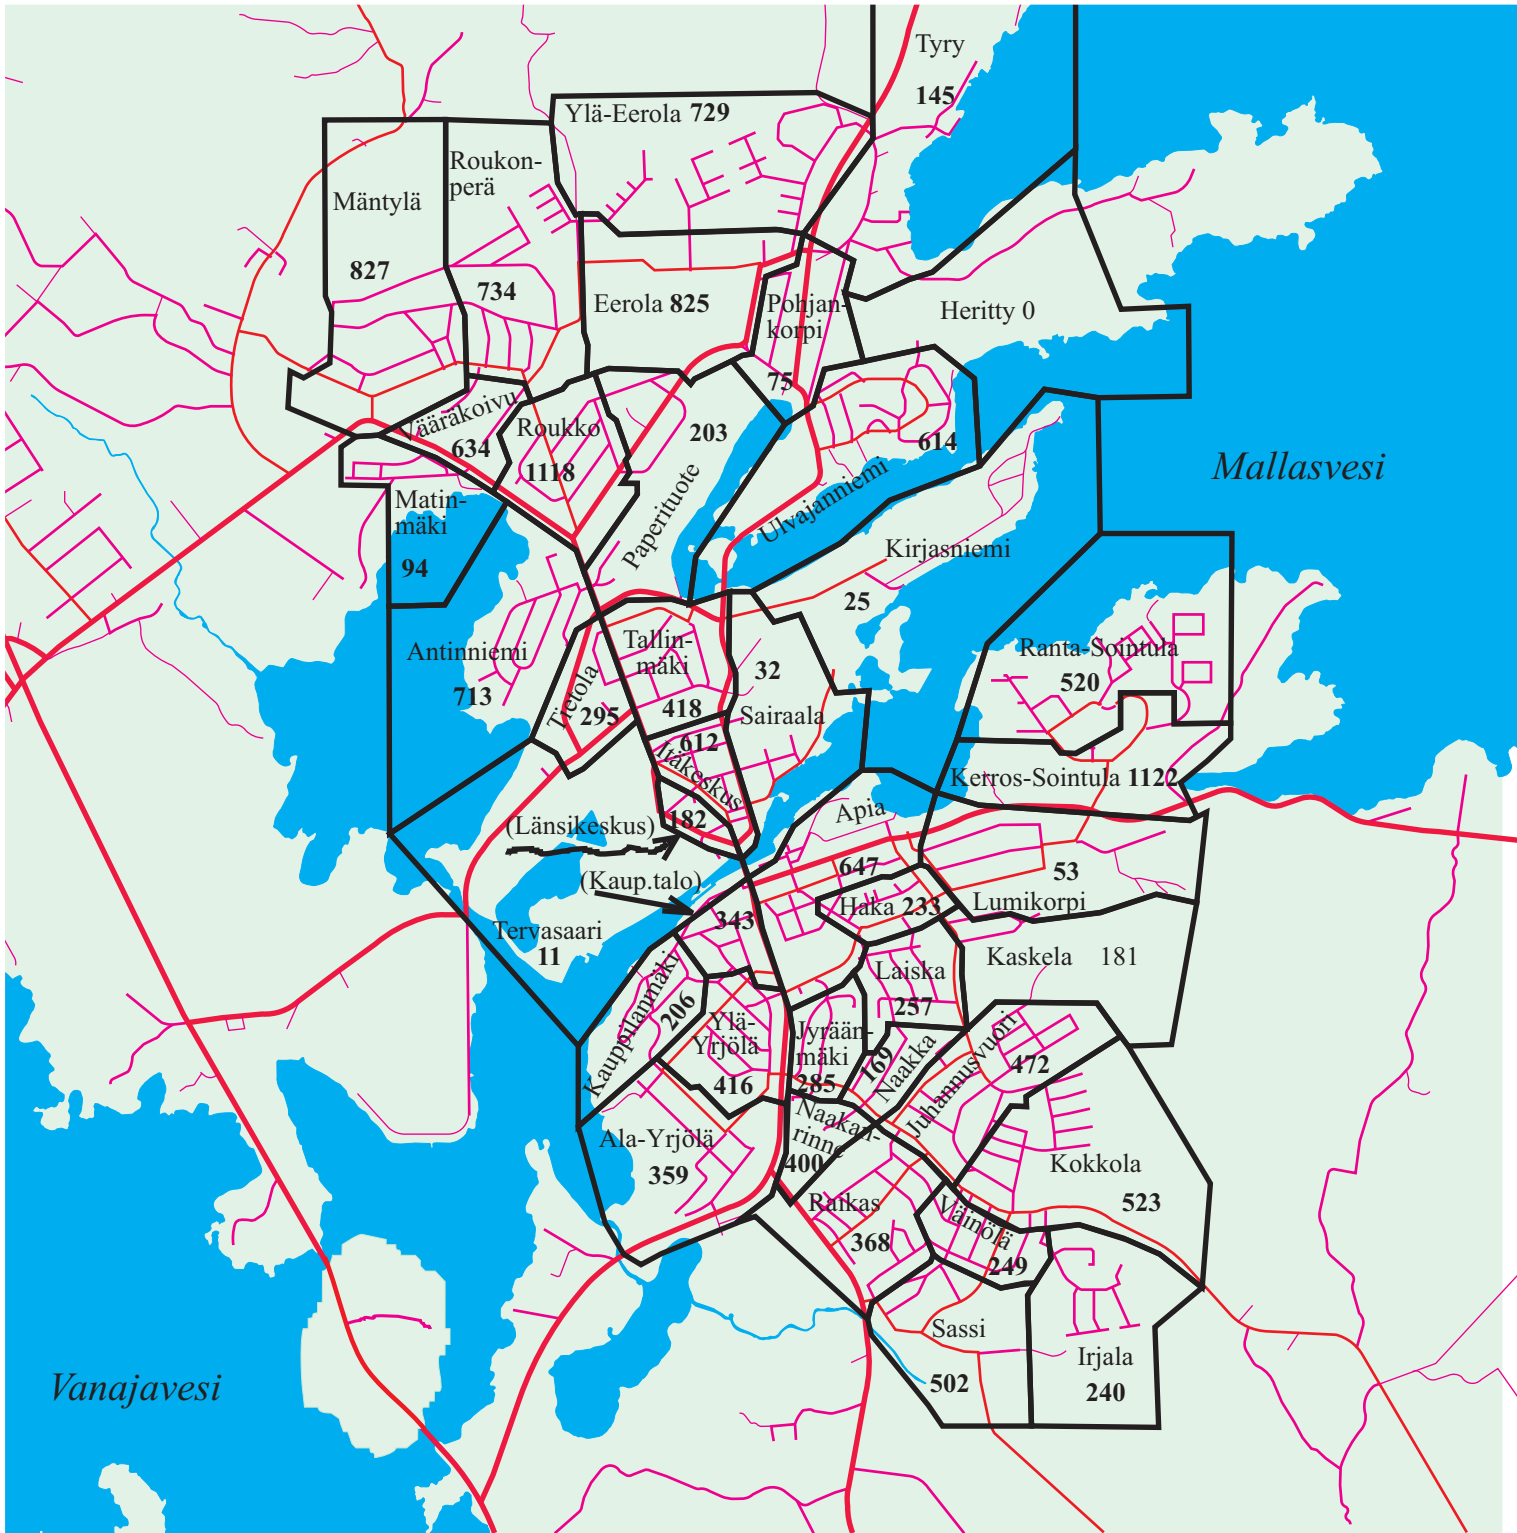 Tyry
145
Ylä-Eerola 729
Roukon-
perä
734
Mäntylä
827
Eerola 825
Pohjan-
korpi
75
Heritty 0
Vääräkoivu
634
Roukko
1118
203
Paperituote
614
Ulvajanniemi
Mallasvesi
Matin-
mäki
94
Kirjasniemi
25
Antinniemi
713
Tietola
295
Tallin-
mäki
418
32
Sairaala
Ranta-Sointula
520
612
Itäkeskus
Kerros-Sointula 1122
182
(Länsikeskus)
Apia
647
(Kaup.talo)
343
53
Lumikorpi
Haka 233
Tervasaari
11
Kaskela 181
Laiska
257
Kauppilanmäki
206
Ylä-
Yrjölä
416
Jyrään-
mäki
285
169
Naakka
Juhannusvuori
472
Naakan-
rinne
400
Ala-Yrjölä
359
Kokkola
523
Raikas
368
Väinölä
249
Sassi
502
Irjala
240
Vanajavesi